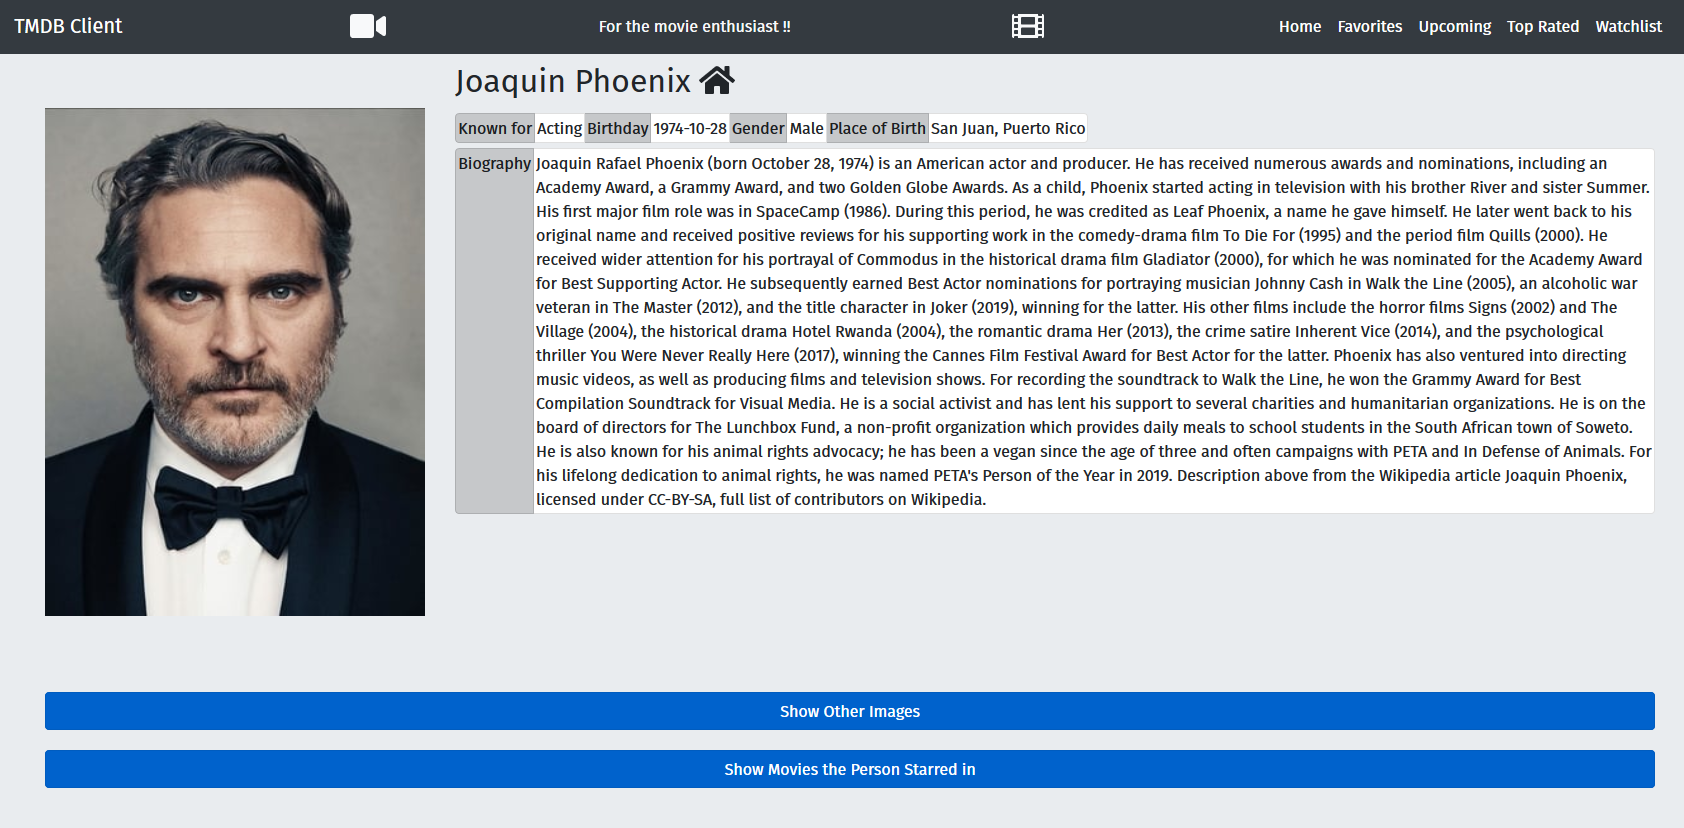 TMDB Client
For the movie enthusiast !!
Home Favorites Upcoming Top Rated Watchlist
Joaquin Phoenix
Known for Acting Birthday 1974-10-28 Gender Male Place of Birth San Juan, Puerto Rico
Biography Joaquin Rafael Phoenix (born October 28, 1974) is an American actor and producer. He has received numerous awards and nominations, including an
Academy Award, a Grammy Award, and two Golden Globe Awards. As a child, Phoenix started acting in television with his brother River and sister Summer.
His first major film role was in SpaceCamp (1986). During this period, he was credited as Leaf Phoenix, a name he gave himself. He later went back to his
original name and received positive reviews for his supporting work in the comedy-drama film To Die For (1995) and the period film Quills (2000). He
received wider attention for his portrayal of Commodus in the historical drama film Gladiator (2000), for which he was nominated for the Academy Award
for Best Supporting Actor. He subsequently earned Best Actor nominations for portraying musician Johnny Cash in Walk the Line (2005), an alcoholic war
veteran in The Master (2012), and the title character in Joker (2019), winning for the latter. His other films include the horror films Signs (2002) and The
Village (2004), the historical drama Hotel Rwanda (2004), the romantic drama Her (2013), the crime satire Inherent Vice (2014), and the psychological
thriller You Were Never Really Here (2017), winning the Cannes Film Festival Award for Best Actor for the latter. Phoenix has also ventured into directing
music videos, as well as producing films and television shows. For recording the soundtrack to Walk the Line, he won the Grammy Award for Best
Compilation Soundtrack for Visual Media. He is a social activist and has lent his support to several charities and humanitarian organizations. He is on the
board of directors for The Lunchbox Fund, a non-profit organization which provides daily meals to school students in the South African town of Soweto.
He is also known for his animal rights advocacy; he has been a vegan since the age of three and often campaigns with PETA and In Defense of Animals. For
his lifelong dedication to animal rights, he was named PETA's Person of the Year in 2019. Description above from the Wikipedia article Joaquin Phoenix,
licensed under CC-BY-SA, full list of contributors on Wikipedia.
Show Other Images
Show Movies the Person Starred in